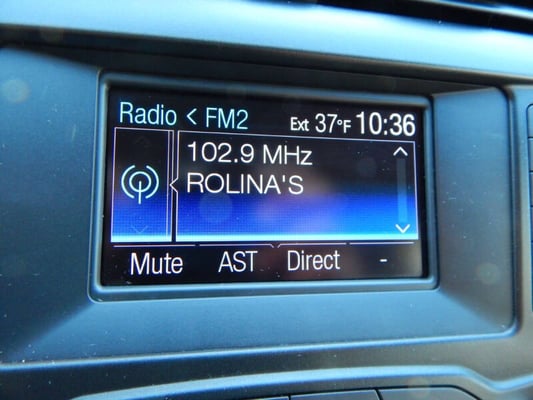 Radio < FM2 Ext 37°F 10:36
102.9 MHz
ROLINA'S
Mute AST Direct -